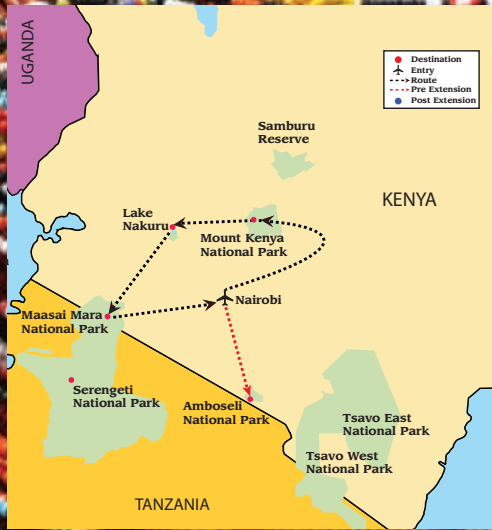 UGANDA
Destination
Entry
Route
Pre Extension
Post Extension
Samburu
Reserve
KENYA
Lake
Nakuru
Mount Kenya
National Park
Nairobi
Maasai Mara
National Park
Serengeti
National Park
Amboseli
National Park
Tsavo East
National Park
Tsavo West
National Park
TANZANIA